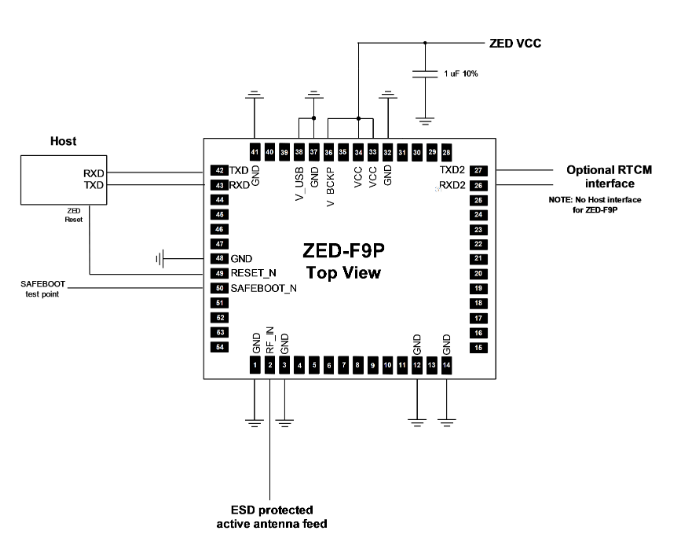 ZED VCC
1 uF 10%
Host
RXD
TXD
ZED
Reset
SAFEBOOT
test point
41 40 39 38 37 36 35 34 33 32 31 30 29 28
GND V_USB GND V_BCKP VCC VCC GND
42 TXD
43 RXD
44
45
46
47
48 GND
49 RESET_N
50 SAFEBOOT_N
51
52
53
54
ZED-F9P
Top View
TXD2 27
RXD2 26
25
24
23
22
21
20
19
18
17
16
15
Optional RTCM
interface
NOTE: No Host interface
for ZED-F9P
GND RF_IN GND GND GND
1 2 3 4 5 6 7 8 9 10 11 12 13 14
ESD protected
active antenna feed